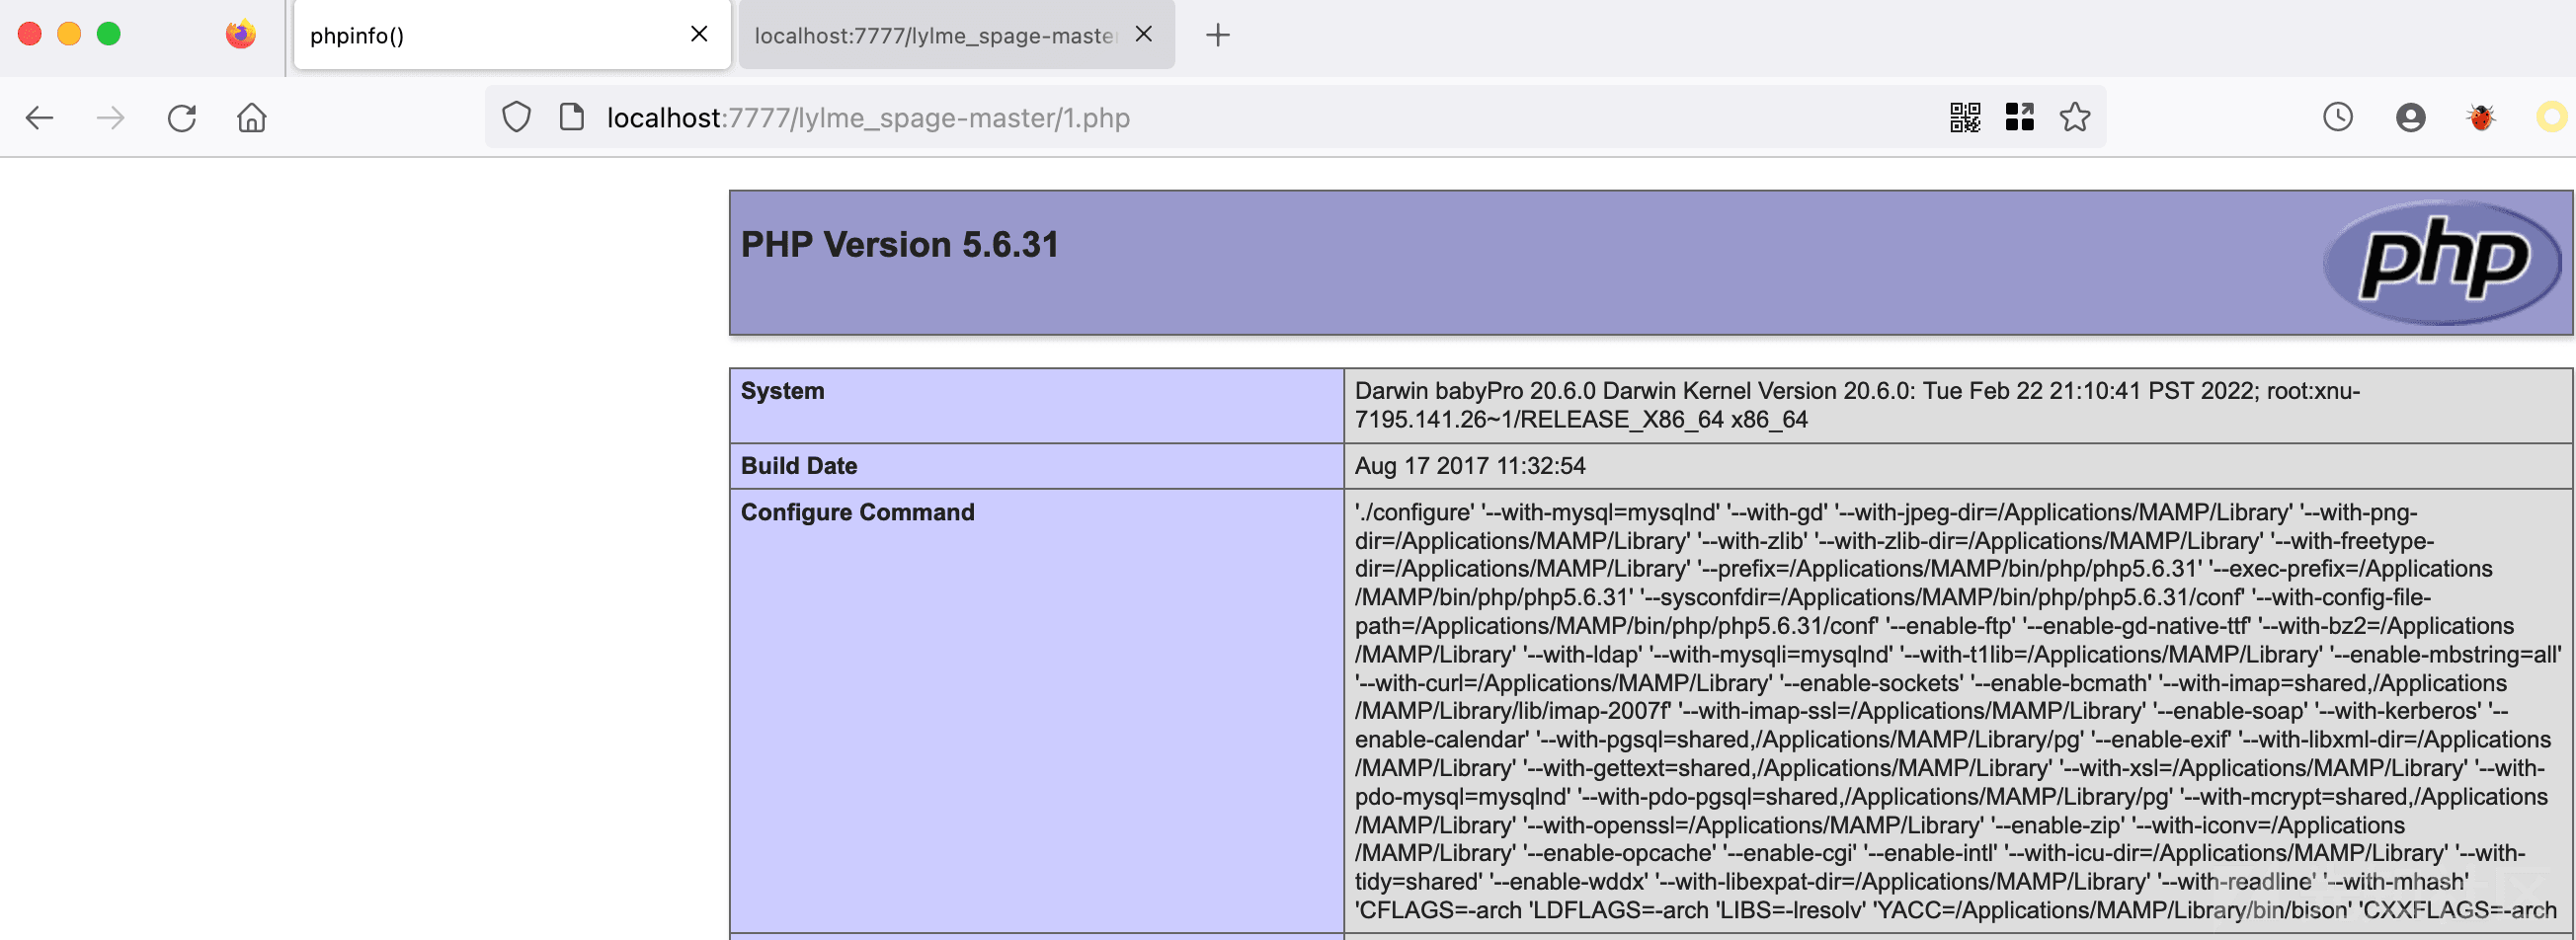 phpinfo()
localhost:7777/lylme_spage-master
localhost:7777/lylme_spage-master/1.php
PHP Version 5.6.31
php
System
Darwin babyPro 20.6.0 Darwin Kernel Version 20.6.0: Tue Feb 22 21:10:41 PST 2022; root:xnu-
7195.141.26~1/RELEASE_X86_64 x86_64
Build Date
Aug 17 2017 11:32:54
Configure Command
'./configure' '--with-mysql=mysqlnd' '--with-gd' '--with-jpeg-dir=/Applications/MAMP/Library' '--with-png-
dir=/Applications/MAMP/Library' '--with-zlib' '--with-zlib-dir=/Applications/MAMP/Library' '--with-freetype-
dir=/Applications/MAMP/Library' '--prefix=/Applications/MAMP/bin/php/php5.6.31' '--exec-prefix=/Applications
/MAMP/bin/php/php5.6.31' '--sysconfdir=/Applications/MAMP/bin/php/php5.6.31/conf' '--with-config-file-
path=/Applications/MAMP/bin/php/php5.6.31/conf' '--enable-ftp' '--enable-gd-native-ttf' '--with-bz2=/Applications
/MAMP/Library' '--with-ldap' '--with-mysqli=mysqlnd' '--with-t1lib=/Applications/MAMP/Library' '--enable-mbstring=all'
'--with-curl=/Applications/MAMP/Library' '--enable-sockets' '--enable-bcmath' '--with-imap=shared,/Applications
/MAMP/Library/lib/imap-2007f' '--with-imap-ssl=/Applications/MAMP/Library' '--enable-soap' '--with-kerberos' '--
enable-calendar' '--with-pgsql=shared,/Applications/MAMP/Library/pg' '--enable-exif' '--with-libxml-dir=/Applications
/MAMP/Library' '--with-gettext=shared,/Applications/MAMP/Library' '--with-xsl=/Applications/MAMP/Library' '--with-
pdo-mysql=mysqlnd' '--with-pdo-pgsql=shared,/Applications/MAMP/Library/pg' '--with-mcrypt=shared,/Applications
/MAMP/Library' '--with-openssl=/Applications/MAMP/Library' '--enable-zip' '--with-iconv=/Applications
/MAMP/Library' '--enable-opcache' '--enable-cgi' '--enable-intl' '--with-icu-dir=/Applications/MAMP/Library' '--with-
tidy=shared' '--enable-wddx' '--with-libexpat-dir=/Applications/MAMP/Library' '--with-readline' '--with-mhash'
'CFLAGS=-arch 'LDFLAGS=-arch 'LIBS=-lresolv' 'YACC=/Applications/MAMP/Library/bin/bison' 'CXXFLAGS=-arch